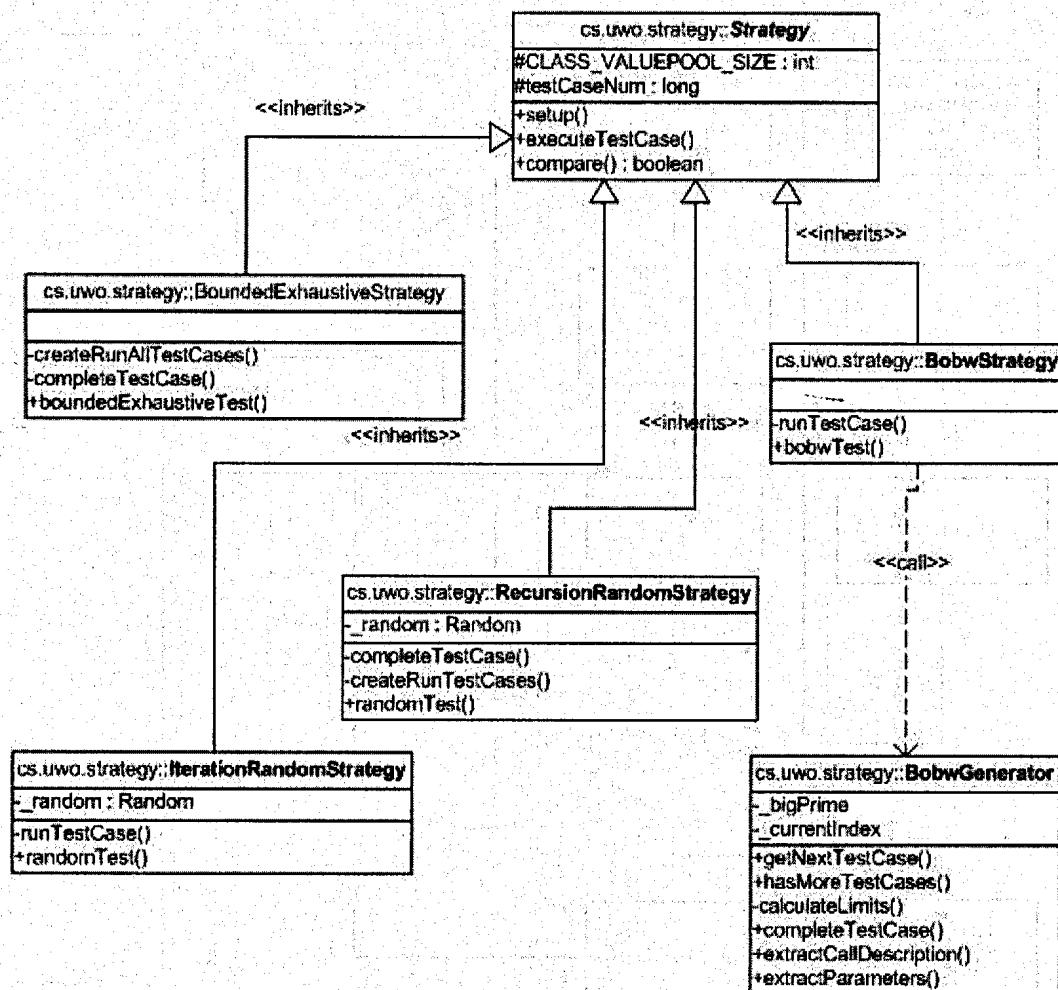 cs.uwo.strategy::Strategy
#CLASS_VALUEPOOL_SIZE : int
#testCaseNum : long
+setup()
+executeTestCase()
+compare() : boolean
<<inherits>>
<<inherits>>
cs.uwo.strategy::BoundedExhaustiveStrategy
-createRunAllTestCases()
-completeTestCase()
+boundedExhaustiveTest()
cs.uwo.strategy::BobwStrategy
-runTestCase()
+bobwTest()
<<inherits>>
<<inherits>>
<<call>>
cs.uwo.strategy::RecursionRandomStrategy
-_random : Random
-completeTestCase()
-createRunTestCases()
+randomTest()
cs.uwo.strategy::IterationRandomStrategy
-_random : Random
-runTestCase()
+randomTest()
cs.uwo.strategy::BobwGenerator
-_bigPrime
-_currentIndex
+getNextTestCase()
+hasMoreTestCases()
-calculateLimits()
+completeTestCase()
+extractCallDescription()
+extractParameters()